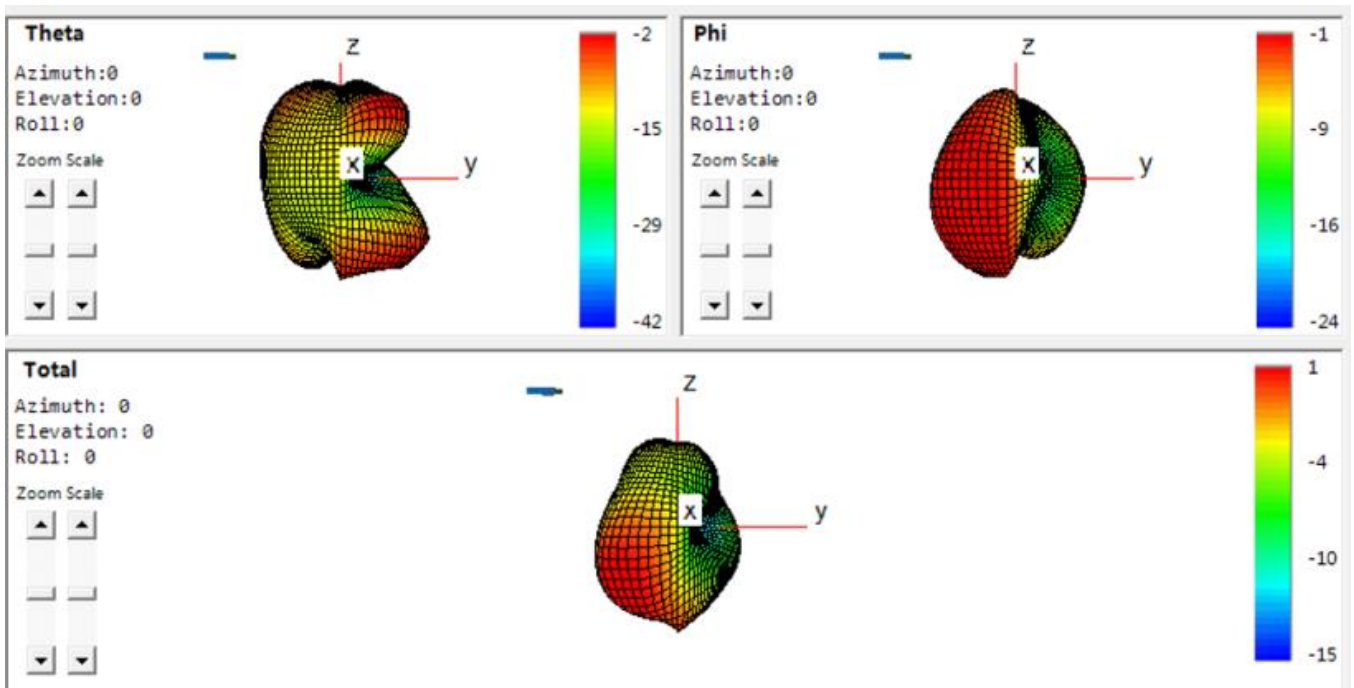 Theta
Azimuth:0
Elevation:0
Roll:0
Zoom Scale
z
x
y
-2
-15
-29
-42
Phi
Azimuth:0
Elevation:0
Roll:0
Zoom Scale
z
x
y
-1
-9
-16
-24
Total
Azimuth: 0
Elevation: 0
Roll: 0
Zoom Scale
z
x
y
1
-4
-10
-15